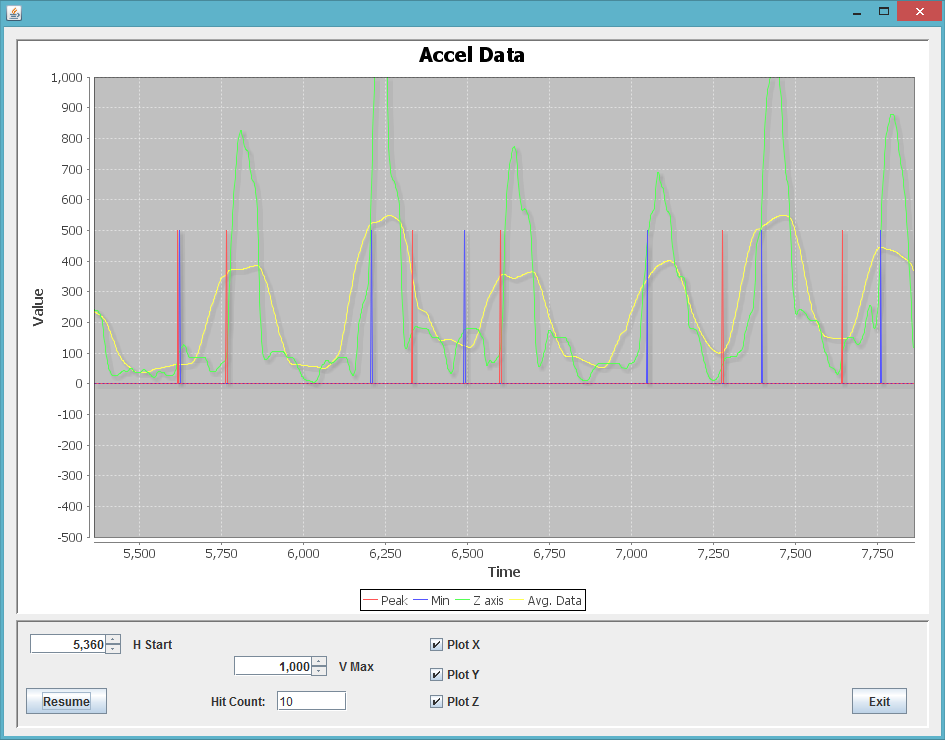 Accel Data
1,000
900
800
700
600
500
400
300
200
100
0
-100
-200
-300
-400
-500
Value
5,500 5,750 6,000 6,250 6,500 6,750 7,000 7,250 7,500 7,750
Time
Peak Min Z axis Avg. Data
5,360 H Start
Plot X
1,000 V Max
Plot Y
Resume
Hit Count: 10
Plot Z
Exit